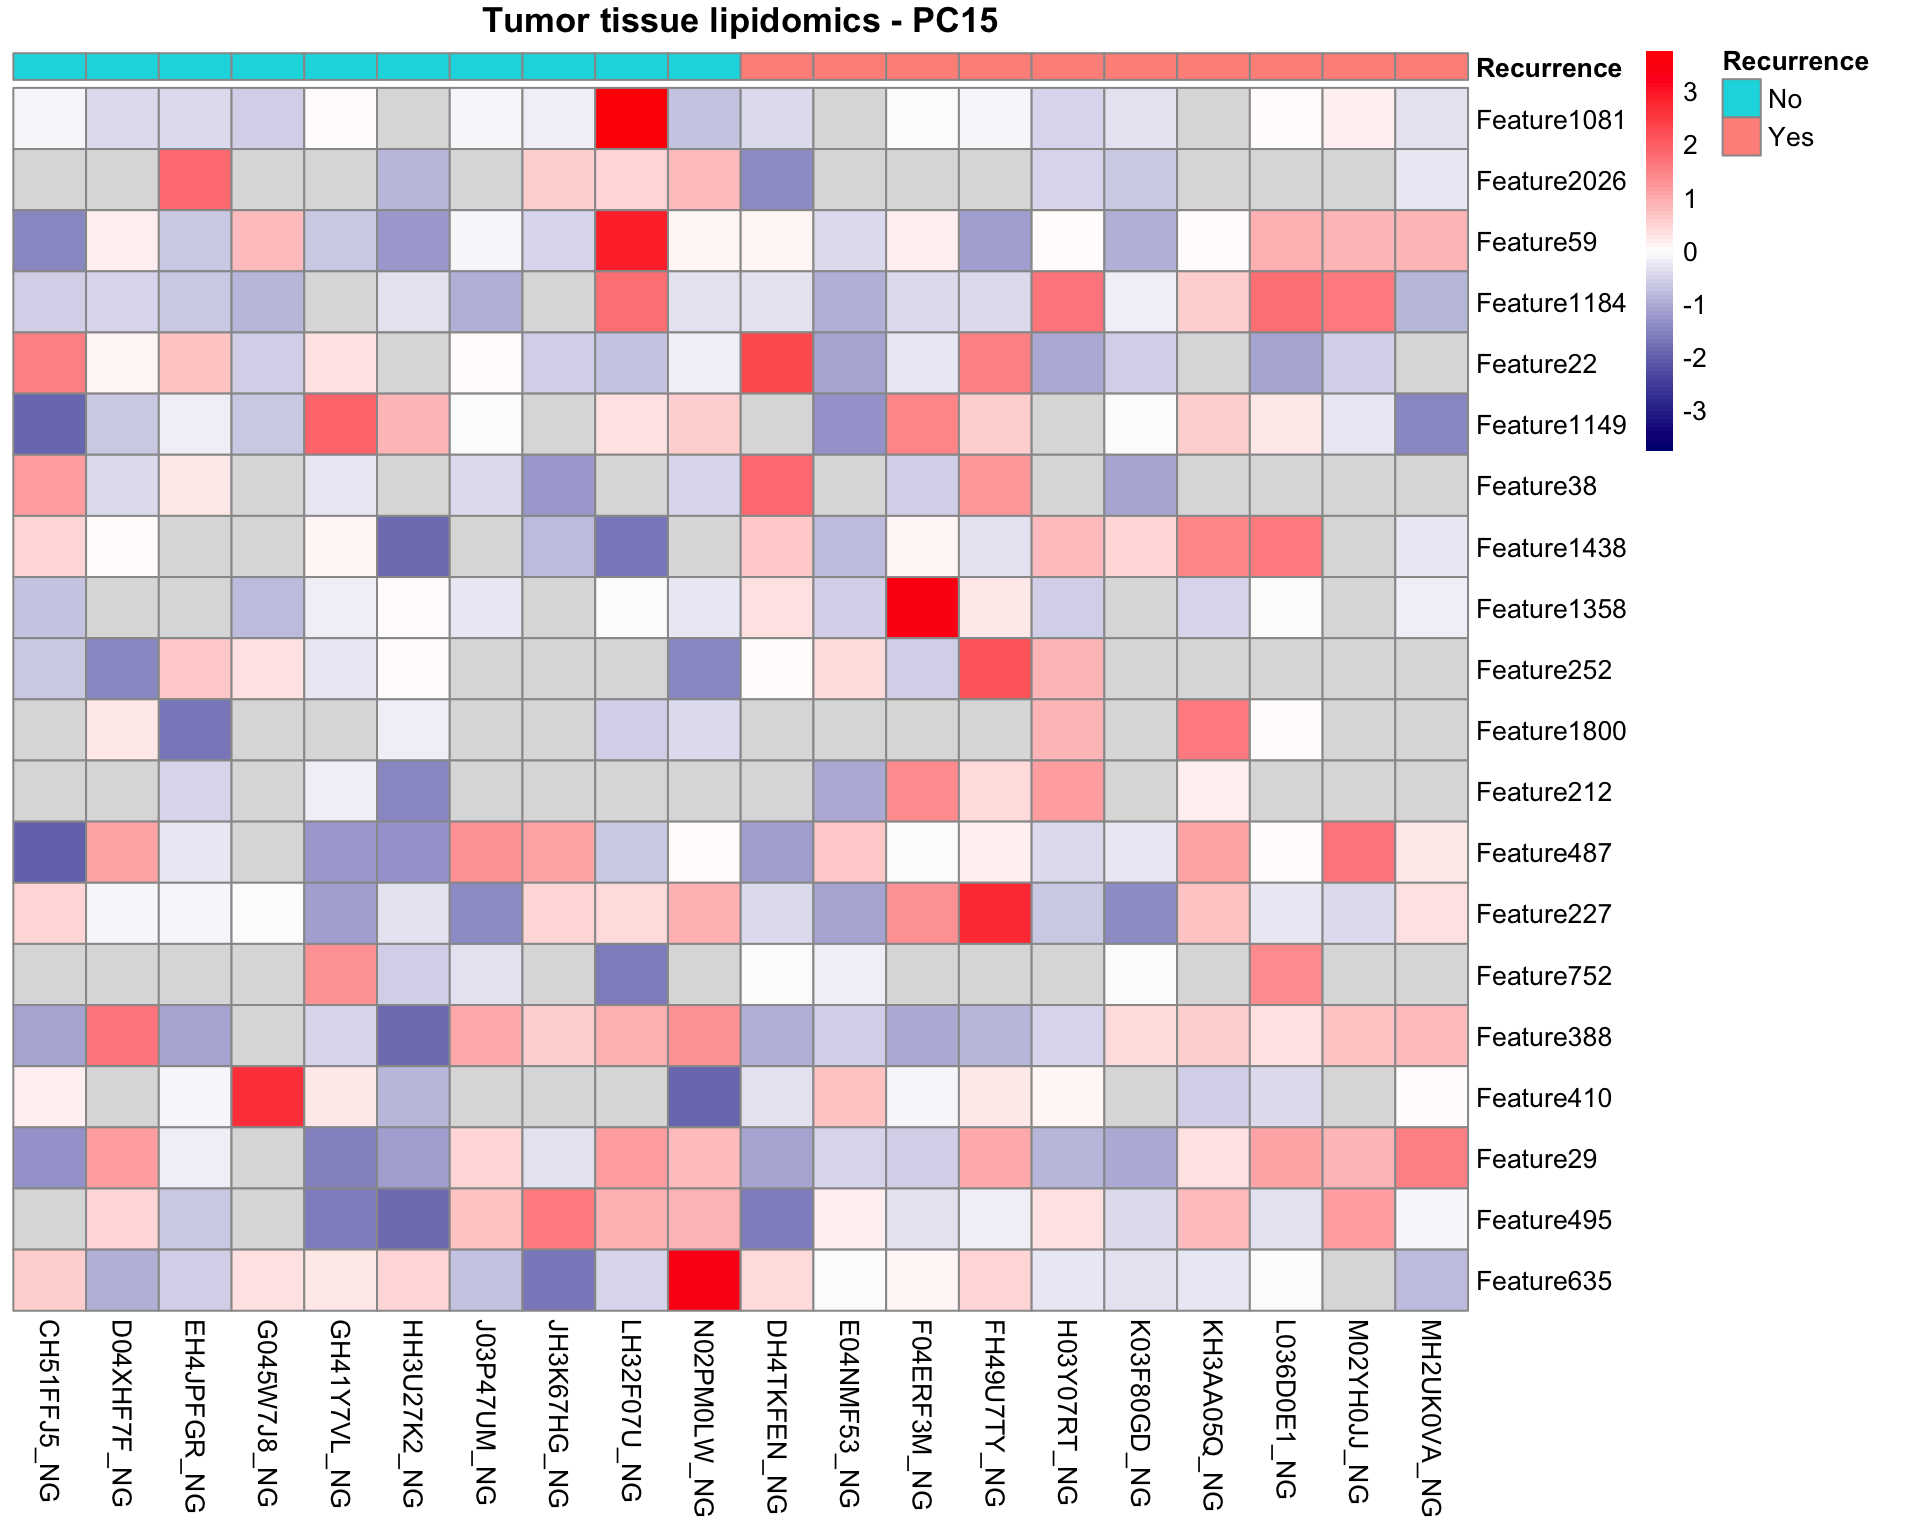 Tumor tissue lipidomics - PC15
Recurrence
Feature1081
Feature2026
Feature59
Feature1184
Feature22
Feature1149
Feature38
Feature1438
Feature1358
Feature252
Feature1800
Feature212
Feature487
Feature227
Feature752
Feature388
Feature410
Feature29
Feature495
Feature635
3
2
1
0
-1
-2
-3
Recurrence
No
Yes
CH51FFJ5_NG
D04XHF7F_NG
EH4JPFGR_NG
G045W7J8_NG
GH41Y7VL_NG
HH3U27K2_NG
J03P47UM_NG
JH3K67HG_NG
LH32F07U_NG
N02PM0LW_NG
DH4TKFEN_NG
E04NMF53_NG
F04ERF3M_NG
FH49U7TY_NG
H03Y07RT_NG
K03F80GD_NG
KH3AA05Q_NG
L036D0E1_NG
M02YH0JJ_NG
MH2UK0VA_NG